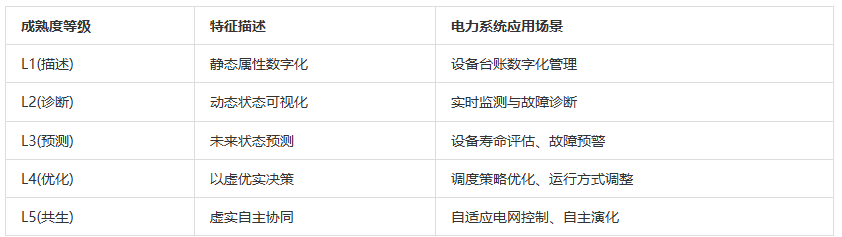 成熟度等级 特征描述 电力系统应用场景
L1(描述) 静态属性数字化 设备台账数字化管理
L2(诊断) 动态状态可视化 实时监测与故障诊断
L3(预测) 未来状态预测 设备寿命评估、故障预警
L4(优化) 以虚优实决策 调度策略优化、运行方式调整
L5(共生) 虚实自主协同 自适应电网控制、自主演化